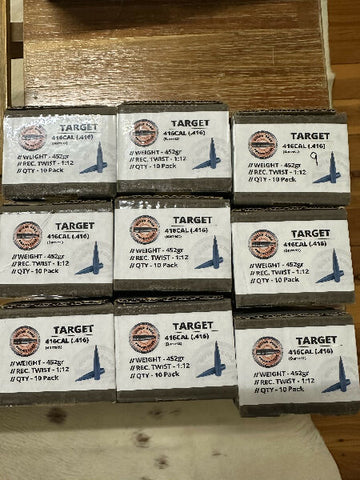 TARGET
416CAL (.416)
// WEIGHT - 452gr
// REC. TWIST - 1:12
// QTY - 10 Pack
TARGET
416CAL (.416)
// WEIGHT - 452gr
// REC. TWIST - 1:12
// QTY - 10 Pack
TARGET
416CAL (.416)
// WEIGHT - 452gr
// REC. TWIST - 1:12
// QTY - 10 Pack
9
TARGET
416CAL (.416)
// WEIGHT - 452gr
// REC. TWIST - 1:12
// QTY - 10 Pack
TARGET
416CAL (.416)
// WEIGHT - 452gr
// REC. TWIST - 1:12
// QTY - 10 Pack
TARGET
416CAL (.416)
// WEIGHT - 452gr
// REC. TWIST - 1:12
// QTY - 10 Pack
TARGET
416CAL (.416)
// WEIGHT - 452gr
// REC. TWIST - 1:12
// QTY - 10 Pack
TARGET
416CAL (.416)
// WEIGHT - 452gr
// REC. TWIST - 1:12
// QTY - 10 Pack
TARGET
416CAL (.416)
// WEIGHT - 452gr
// REC. TWIST - 1:12
// QTY - 10 Pack